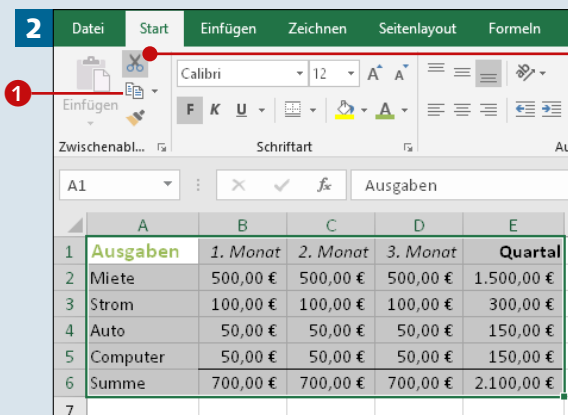 2 Datei Start Einfügen Zeichnen Seitenlayout Formeln
1
Einfügen
Calibri 12 A A
F K U A
Zwischenabl... Schriftart Au
A1 fx Ausgaben
A B C D E
1 Ausgaben 1. Monat 2. Monat 3. Monat Quartal
2 Miete 500,00 € 500,00 € 500,00 € 1.500,00 €
3 Strom 100,00 € 100,00 € 100,00 € 300,00 €
4 Auto 50,00 € 50,00 € 50,00 € 150,00 €
5 Computer 50,00 € 50,00 € 50,00 € 150,00 €
6 Summe 700,00 € 700,00 € 700,00 € 2.100,00 €
7